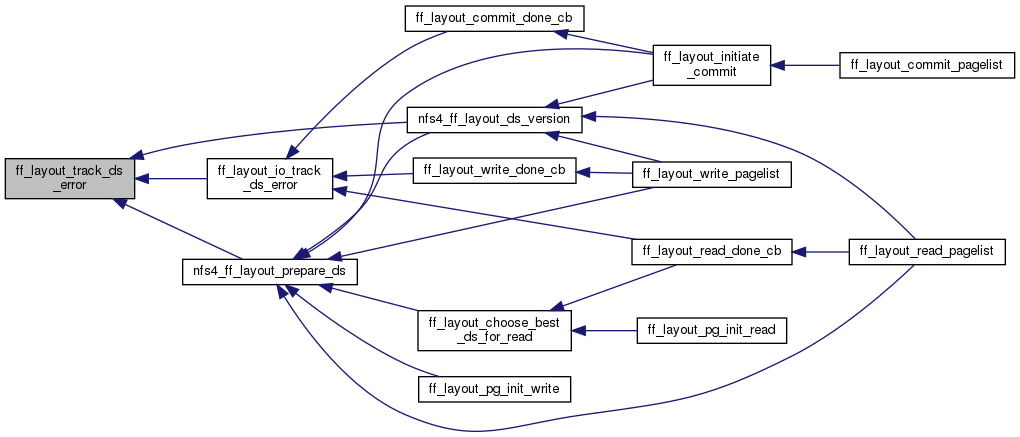 ff_layout_commit_done_cb
ff_layout_initiate
_commit
ff_layout_commit_pagelist
nfs4_ff_layout_ds_version
ff_layout_track_ds
_error
ff_layout_io_track
_ds_error
ff_layout_write_done_cb
ff_layout_write_pagelist
ff_layout_read_done_cb
ff_layout_read_pagelist
nfs4_ff_layout_prepare_ds
ff_layout_choose_best
_ds_for_read
ff_layout_pg_init_read
ff_layout_pg_init_write